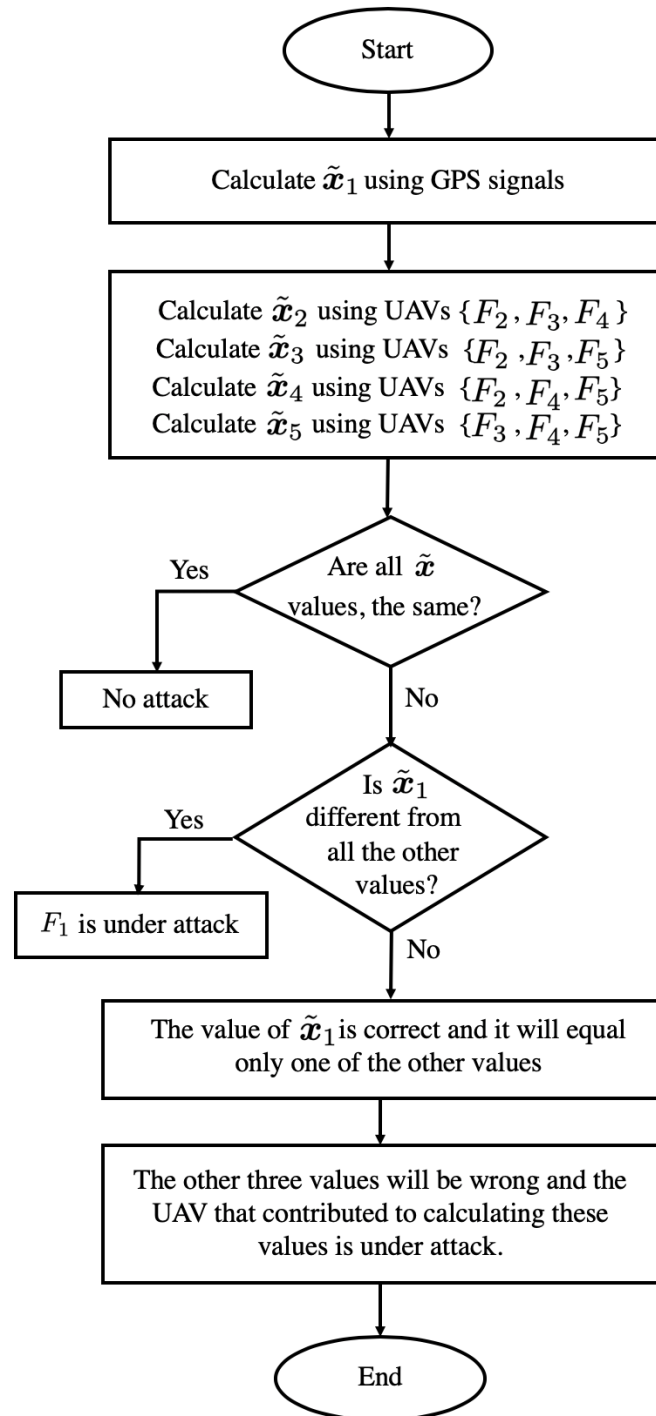 Start
Calculate x̃₁ using GPS signals
Calculate x̃₂ using UAVs {F₂, F₃, F₄}
Calculate x̃₃ using UAVs {F₂, F₃, F₅}
Calculate x̃₄ using UAVs {F₂, F₄, F₅}
Calculate x̃₅ using UAVs {F₃, F₄, F₅}
Are all x̃
values, the same?
Yes
No attack
No
Is x̃₁
different from
all the other
values?
Yes
F₁ is under attack
No
The value of x̃₁ is correct and it will equal
only one of the other values
The other three values will be wrong and the
UAV that contributed to calculating these
values is under attack.
End